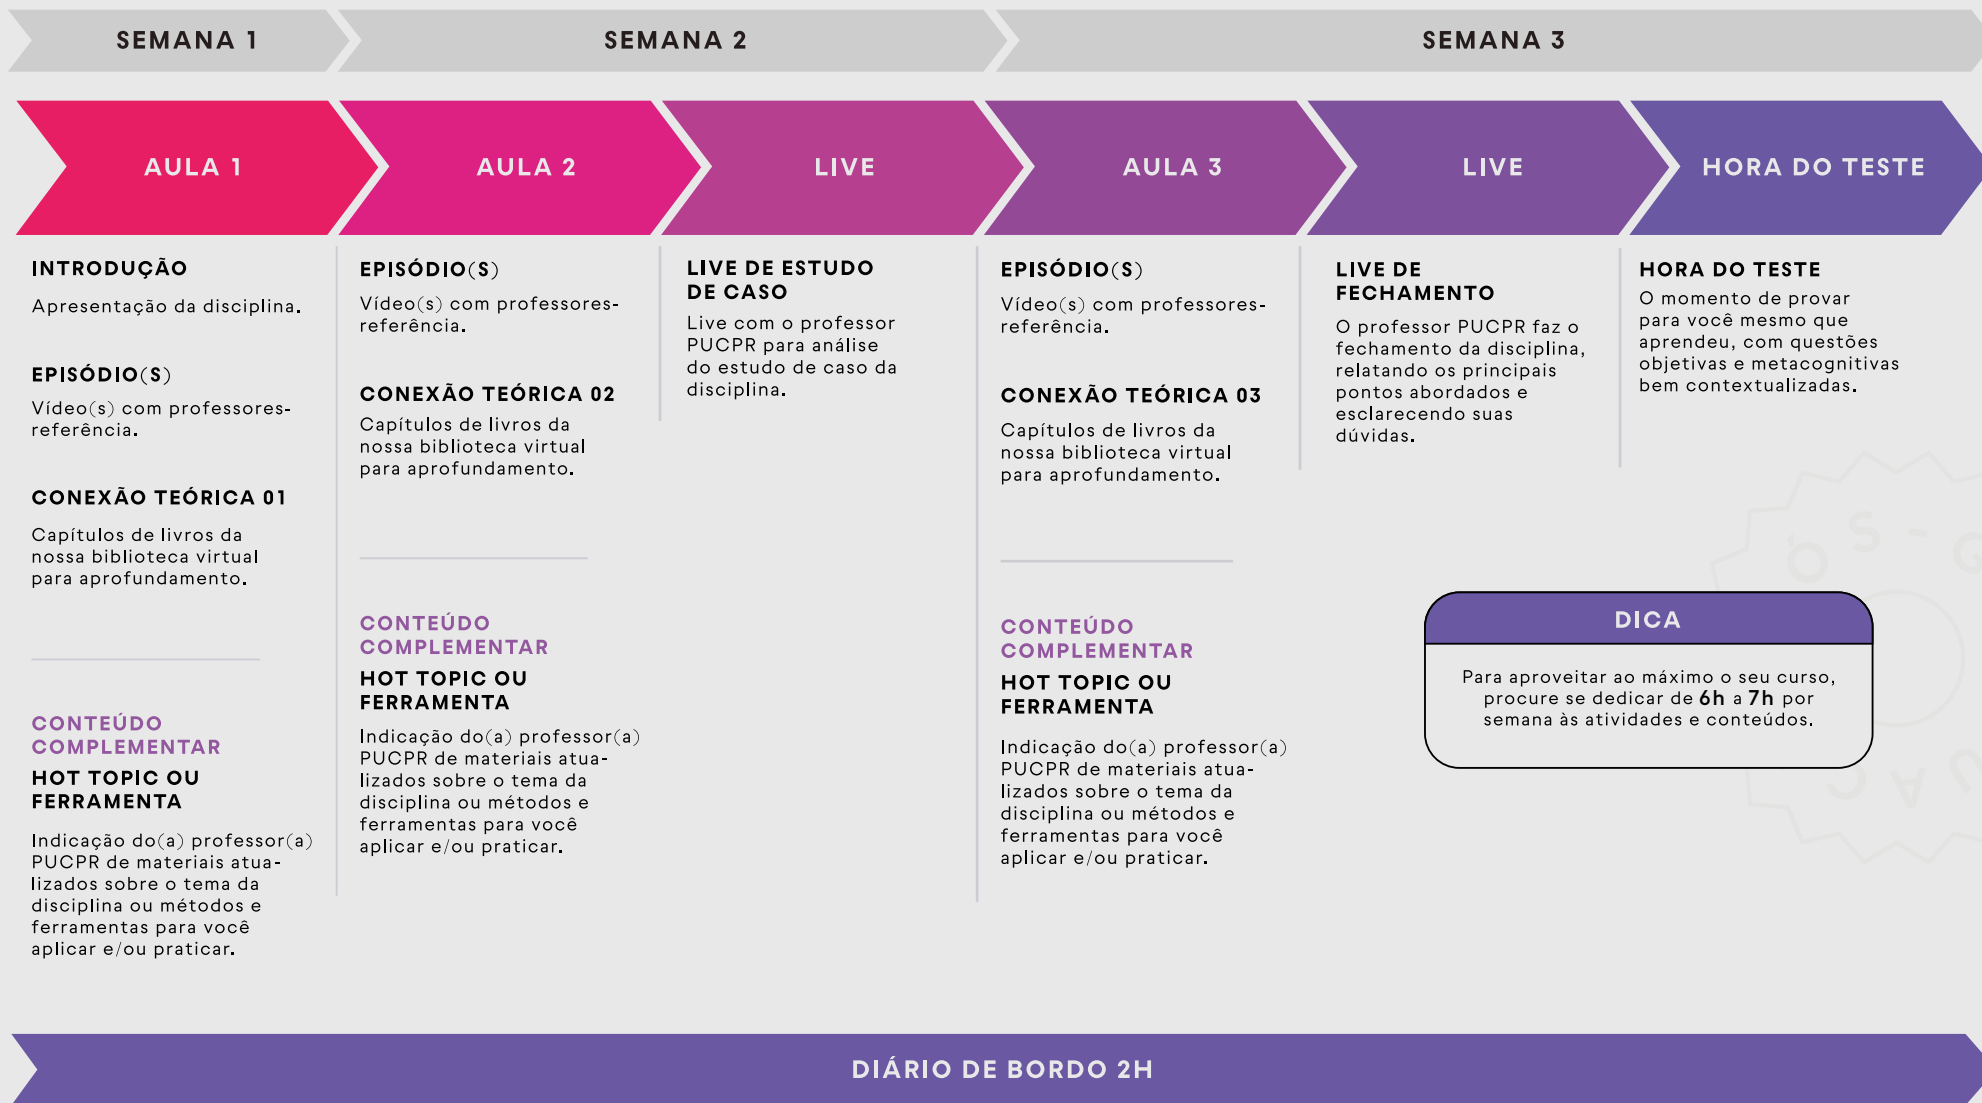 SEMANA 1
SEMANA 2
SEMANA 3
AULA 1
AULA 2
LIVE
AULA 3
LIVE
HORA DO TESTE
INTRODUÇÃO
Apresentação da disciplina.
EPISÓDIO(S)
Vídeo(s) com professores-
referência.
CONEXÃO TEÓRICA 01
Capítulos de livros da
nossa biblioteca virtual
para aprofundamento.
CONTEÚDO
COMPLEMENTAR
HOT TOPIC OU
FERRAMENTA
Indicação do(a) professor(a)
PUCPR de materiais atua-
lizados sobre o tema da
disciplina ou métodos e
ferramentas para você
aplicar e/ou praticar.
EPISÓDIO(S)
Vídeo(s) com professores-
referência.
CONEXÃO TEÓRICA 02
Capítulos de livros da
nossa biblioteca virtual
para aprofundamento.
CONTEÚDO
COMPLEMENTAR
HOT TOPIC OU
FERRAMENTA
Indicação do(a) professor(a)
PUCPR de materiais atua-
lizados sobre o tema da
disciplina ou métodos e
ferramentas para você
aplicar e/ou praticar.
LIVE DE ESTUDO
DE CASO
Live com o professor
PUCPR para análise
do estudo de caso da
disciplina.
EPISÓDIO(S)
Vídeo(s) com professores-
referência.
CONEXÃO TEÓRICA 03
Capítulos de livros da
nossa biblioteca virtual
para aprofundamento.
CONTEÚDO
COMPLEMENTAR
HOT TOPIC OU
FERRAMENTA
Indicação do(a) professor(a)
PUCPR de materiais atua-
lizados sobre o tema da
disciplina ou métodos e
ferramentas para você
aplicar e/ou praticar.
LIVE DE
FECHAMENTO
O professor PUCPR faz o
fechamento da disciplina,
relatando os principais
pontos abordados e
esclarecendo suas
dúvidas.
HORA DO TESTE
O momento de provar
para você mesmo que
aprendeu, com questões
objetivas e metacognitivas
bem contextualizadas.
DICA
Para aproveitar ao máximo o seu curso,
procure se dedicar de 6h a 7h por
semana às atividades e conteúdos.
DIÁRIO DE BORDO 2H